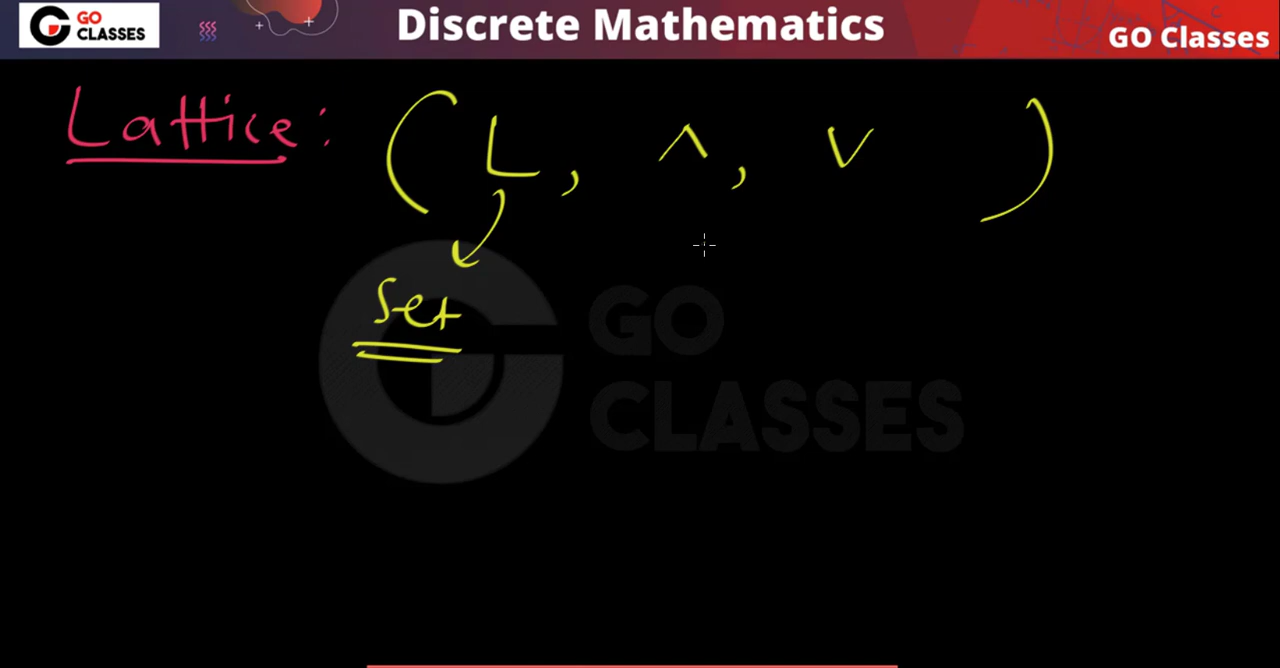 GO CLASSES
Discrete Mathematics
GO Classes
Lattice: ( L, ∧, ∨ )
Set
GO
CLASSES